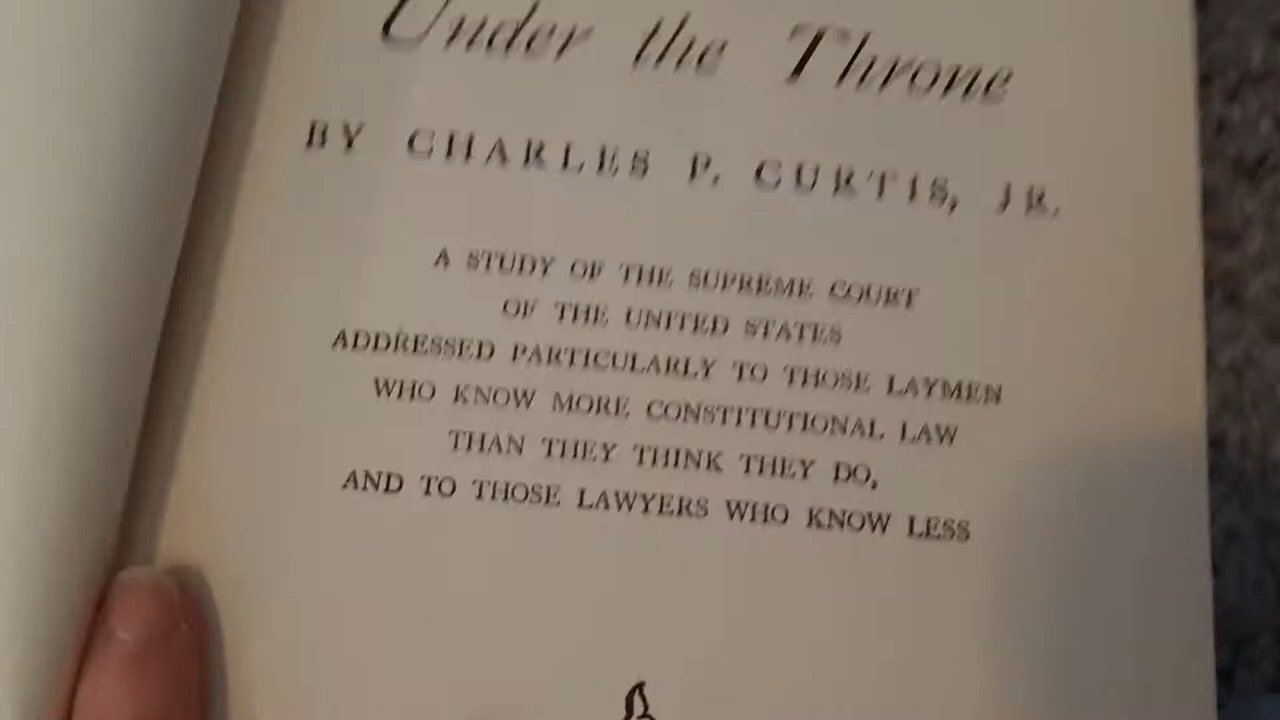 Under the Throne
BY CHARLES P. CURTIS, JR.
A STUDY OF THE SUPREME COURT
OF THE UNITED STATES
ADDRESSED PARTICULARLY TO THOSE LAYMEN
WHO KNOW MORE CONSTITUTIONAL LAW
THAN THEY THINK THEY DO,
AND TO THOSE LAWYERS WHO KNOW LESS